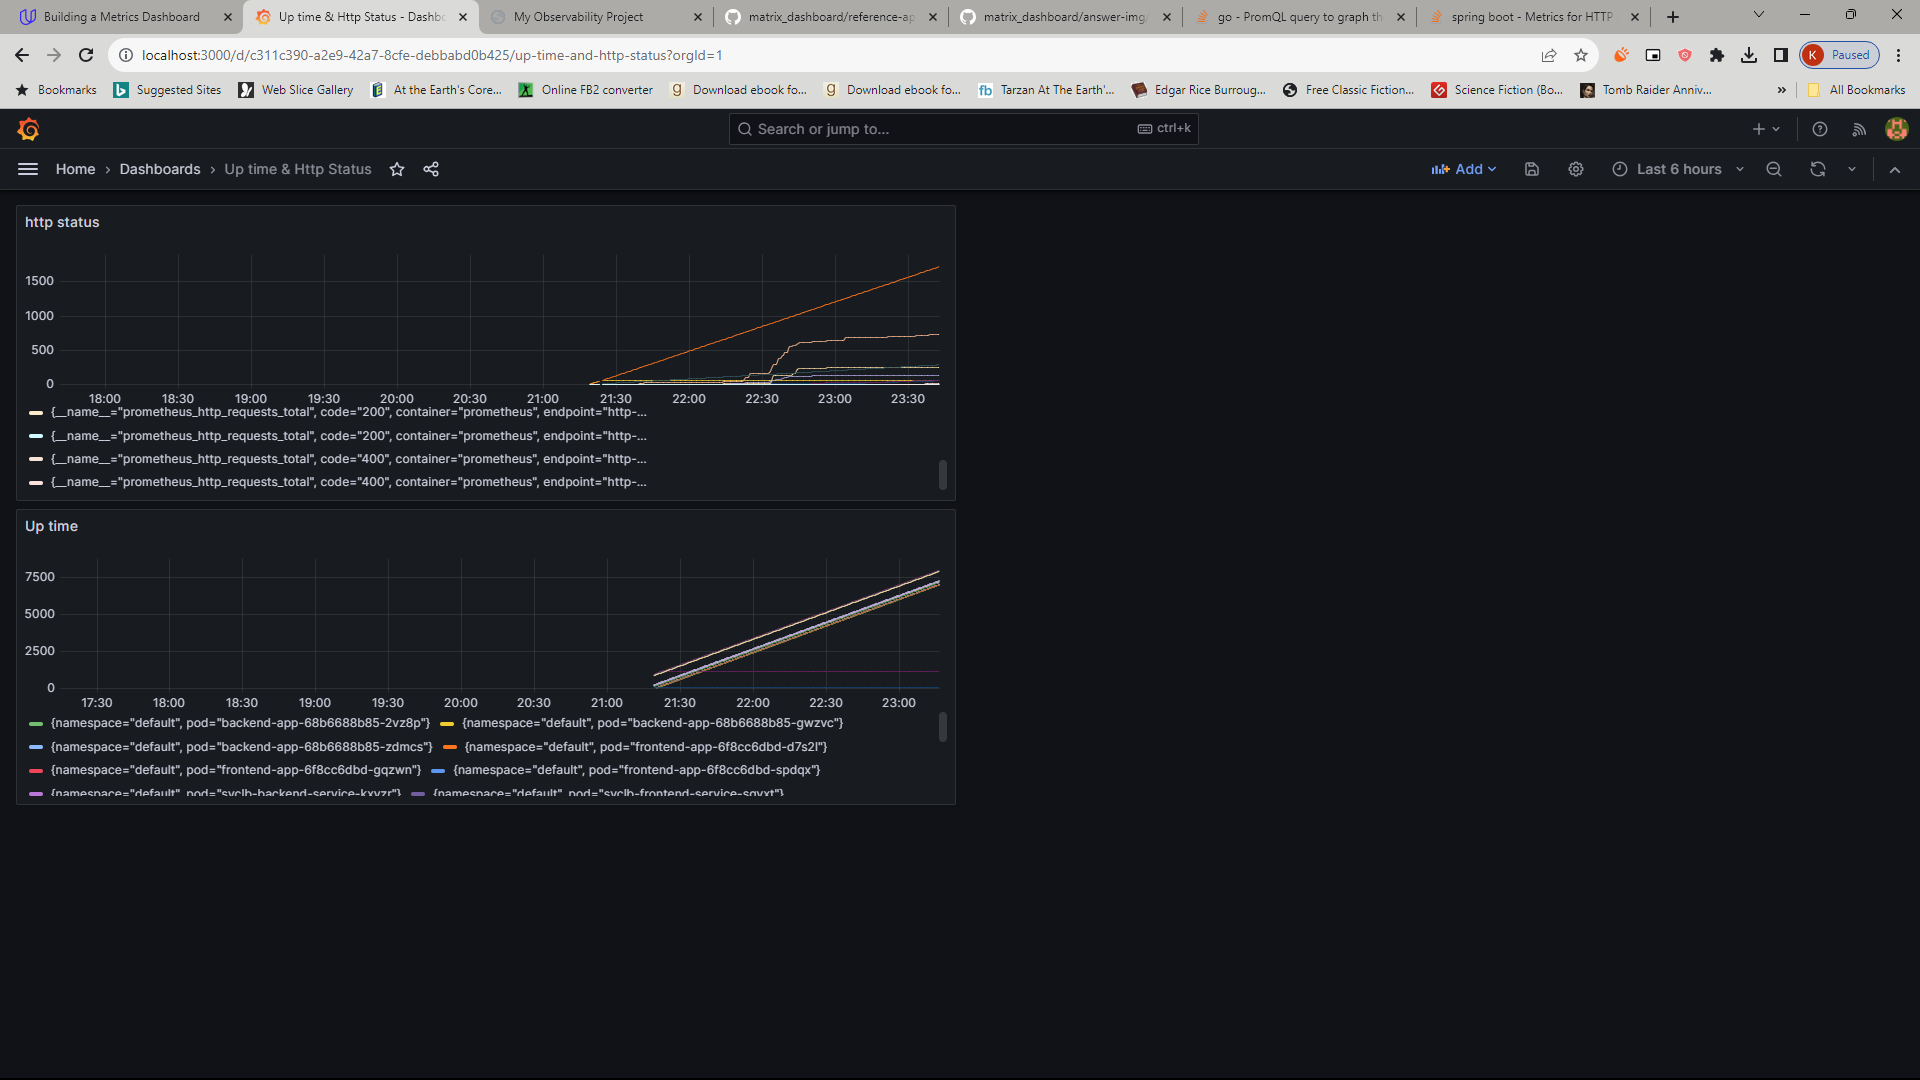 Building a Metrics Dashboard
Up time & Http Status - Dashbo
My Observability Project
matrix_dashboard/reference-ap
matrix_dashboard/answer-img/
go - PromQL query to graph th
spring boot - Metrics for HTTP
localhost:3000/d/c311c390-a2e9-42a7-8cfe-debbabd0b425/up-time-and-http-status?orgId=1
K Paused
Bookmarks
Suggested Sites
Web Slice Gallery
At the Earth's Core...
Online FB2 converter
Download ebook fo...
Download ebook fo...
Tarzan At The Earth'...
Edgar Rice Burroug...
Free Classic Fiction...
Science Fiction (Bo...
Tomb Raider Anniv...
»
All Bookmarks
Search or jump to...
ctrl+k
Home › Dashboards › Up time & Http Status
Add
Last 6 hours
http status
1500
1000
500
0
18:00 18:30 19:00 19:30 20:00 20:30 21:00 21:30 22:00 22:30 23:00 23:30
{__name__="prometheus_http_requests_total", code="200", container="prometheus", endpoint="http-...
{__name__="prometheus_http_requests_total", code="200", container="prometheus", endpoint="http-...
{__name__="prometheus_http_requests_total", code="400", container="prometheus", endpoint="http-...
{__name__="prometheus_http_requests_total", code="400", container="prometheus", endpoint="http-...
Up time
7500
5000
2500
0
17:30 18:00 18:30 19:00 19:30 20:00 20:30 21:00 21:30 22:00 22:30 23:00
{namespace="default", pod="backend-app-68b6688b85-2vz8p"} {namespace="default", pod="backend-app-68b6688b85-gwzvc"}
{namespace="default", pod="backend-app-68b6688b85-zdmcs"} {namespace="default", pod="frontend-app-6f8cc6dbd-d7s2l"}
{namespace="default", pod="frontend-app-6f8cc6dbd-gqzwn"} {namespace="default", pod="frontend-app-6f8cc6dbd-spdqx"}
{namespace="default", pod="svclb-backend-service-kxvzr"} {namespace="default", pod="svclb-frontend-service-sqvxt"}